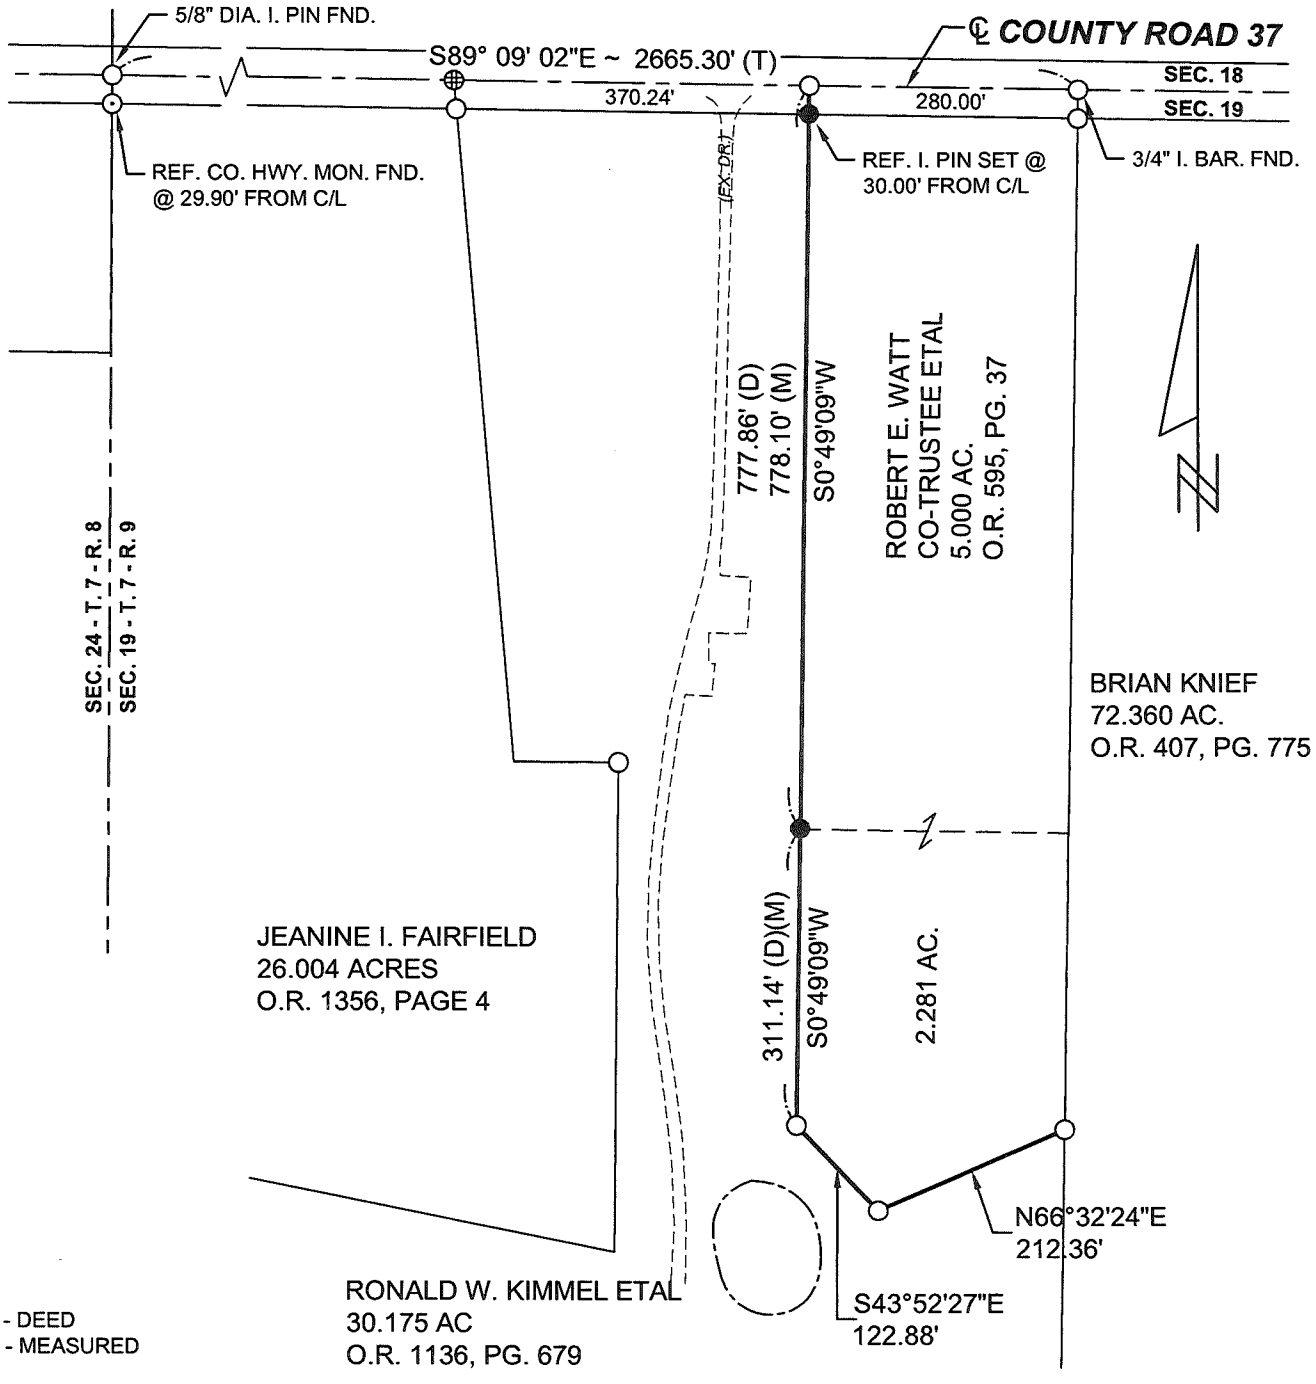 5/8" DIA. I. PIN FND.
S89° 09' 02"E ~ 2665.30' (T)
℄ COUNTY ROAD 37
SEC. 18
SEC. 19
370.24'
280.00'
REF. CO. HWY. MON. FND.
@ 29.90' FROM C/L
(EX. DR.)
REF. I. PIN SET @
30.00' FROM C/L
3/4" I. BAR. FND.
777.86' (D)
778.10' (M)
S0°49'09"W
ROBERT E. WATT
CO-TRUSTEE ETAL
5.000 AC.
O.R. 595, PG. 37
N
SEC. 24 - T. 7 - R. 8
SEC. 19 - T. 7 - R. 9
BRIAN KNIEF
72.360 AC.
O.R. 407, PG. 775
JEANINE I. FAIRFIELD
26.004 ACRES
O.R. 1356, PAGE 4
311.14' (D)(M)
S0°49'09"W
2.281 AC.
N66°32'24"E
212.36'
S43°52'27"E
122.88'
RONALD W. KIMMEL ETAL
30.175 AC
O.R. 1136, PG. 679
- DEED
- MEASURED